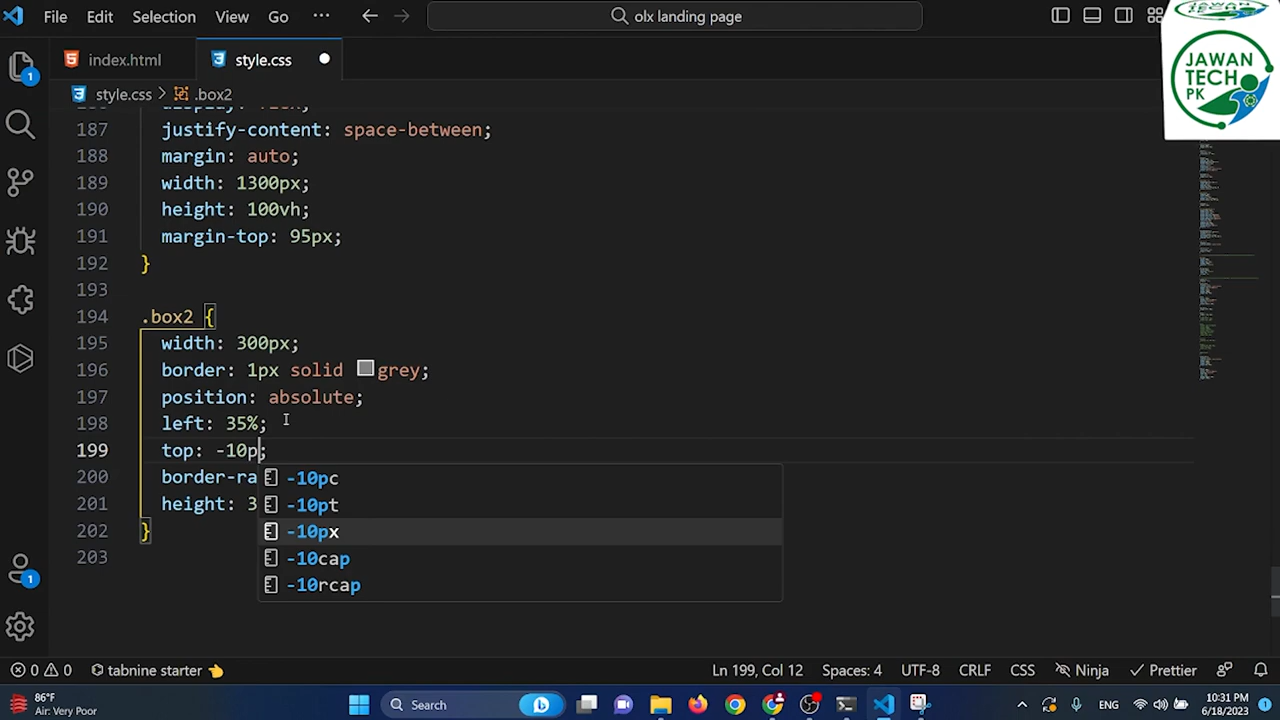 File Edit Selection View Go ··· olx landing page
JAWAN
TECH
PK
index.html style.css
style.css > .box2
187 justify-content: space-between;
188 margin: auto;
189 width: 1300px;
190 height: 100vh;
191 margin-top: 95px;
192 }
193
194 .box2 {
195 width: 300px;
196 border: 1px solid grey;
197 position: absolute;
198 left: 35%;
199 top: -10p;
-10pc
200 border-ra
-10pt
201 height: 3
-10px
202 }
-10cap
203
-10rcap
1
1
0 0 tabnine starter Ln 199, Col 12 Spaces: 4 UTF-8 CRLF CSS Ninja Prettier
86°F
Air: Very Poor
Search
ENG
10:31 PM
6/18/2023
1